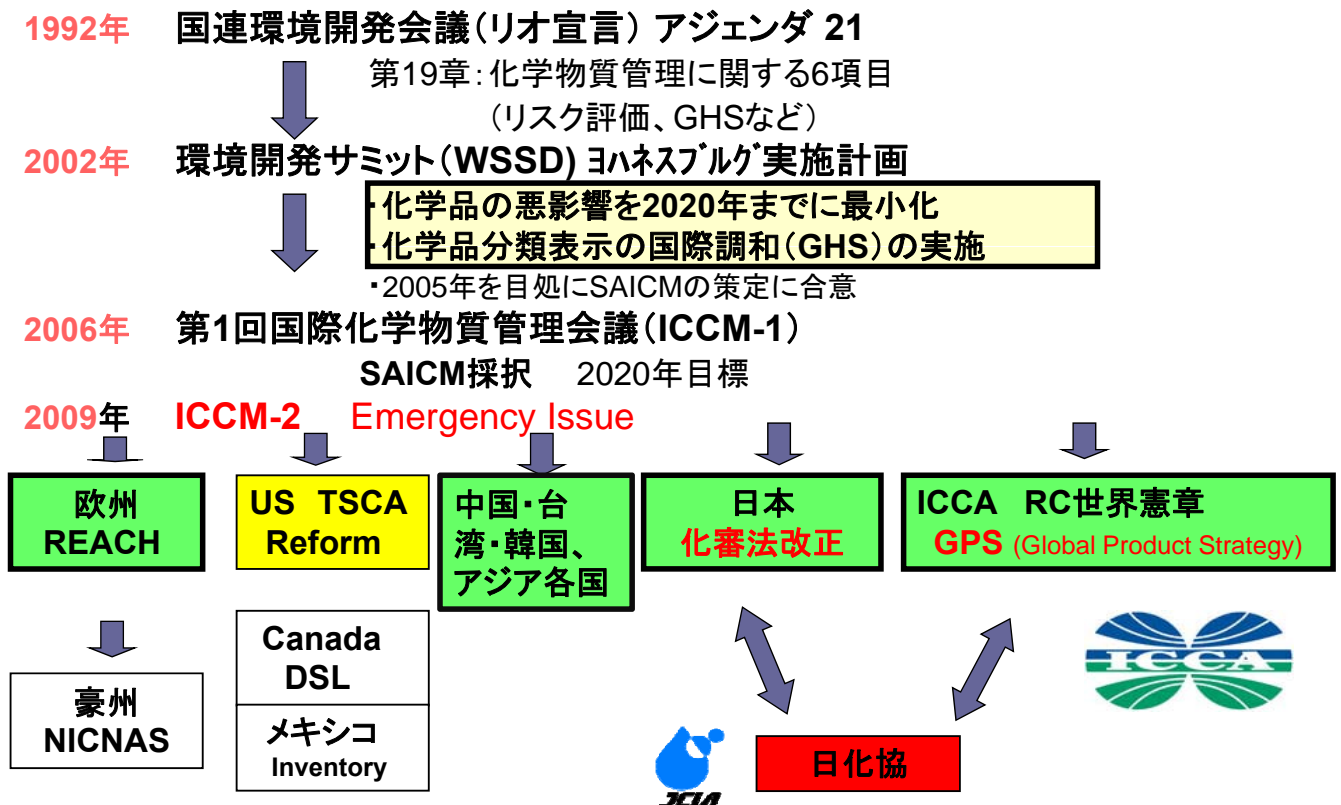 1992年 国連環境開発会議(リオ宣言) アジェンダ 21
第19章:化学物質管理に関する6項目
(リスク評価、GHSなど)
2002年 環境開発サミット(WSSD) ﾖﾊﾈｽﾌﾞﾙｸﾞ実施計画
・化学品の悪影響を2020年までに最小化
・化学品分類表示の国際調和(GHS)の実施
・2005年を目処にSAICMの策定に合意
2006年 第1回国際化学物質管理会議(ICCM-1)
SAICM採択 2020年目標
2009年 ICCM-2 Emergency Issue
欧州
REACH
US TSCA
Reform
中国・台
湾・韓国、
アジア各国
日本
化審法改正
ICCA RC世界憲章
GPS (Global Product Strategy)
豪州
NICNAS
Canada
DSL
メキシコ
Inventory
ICCA
日化協